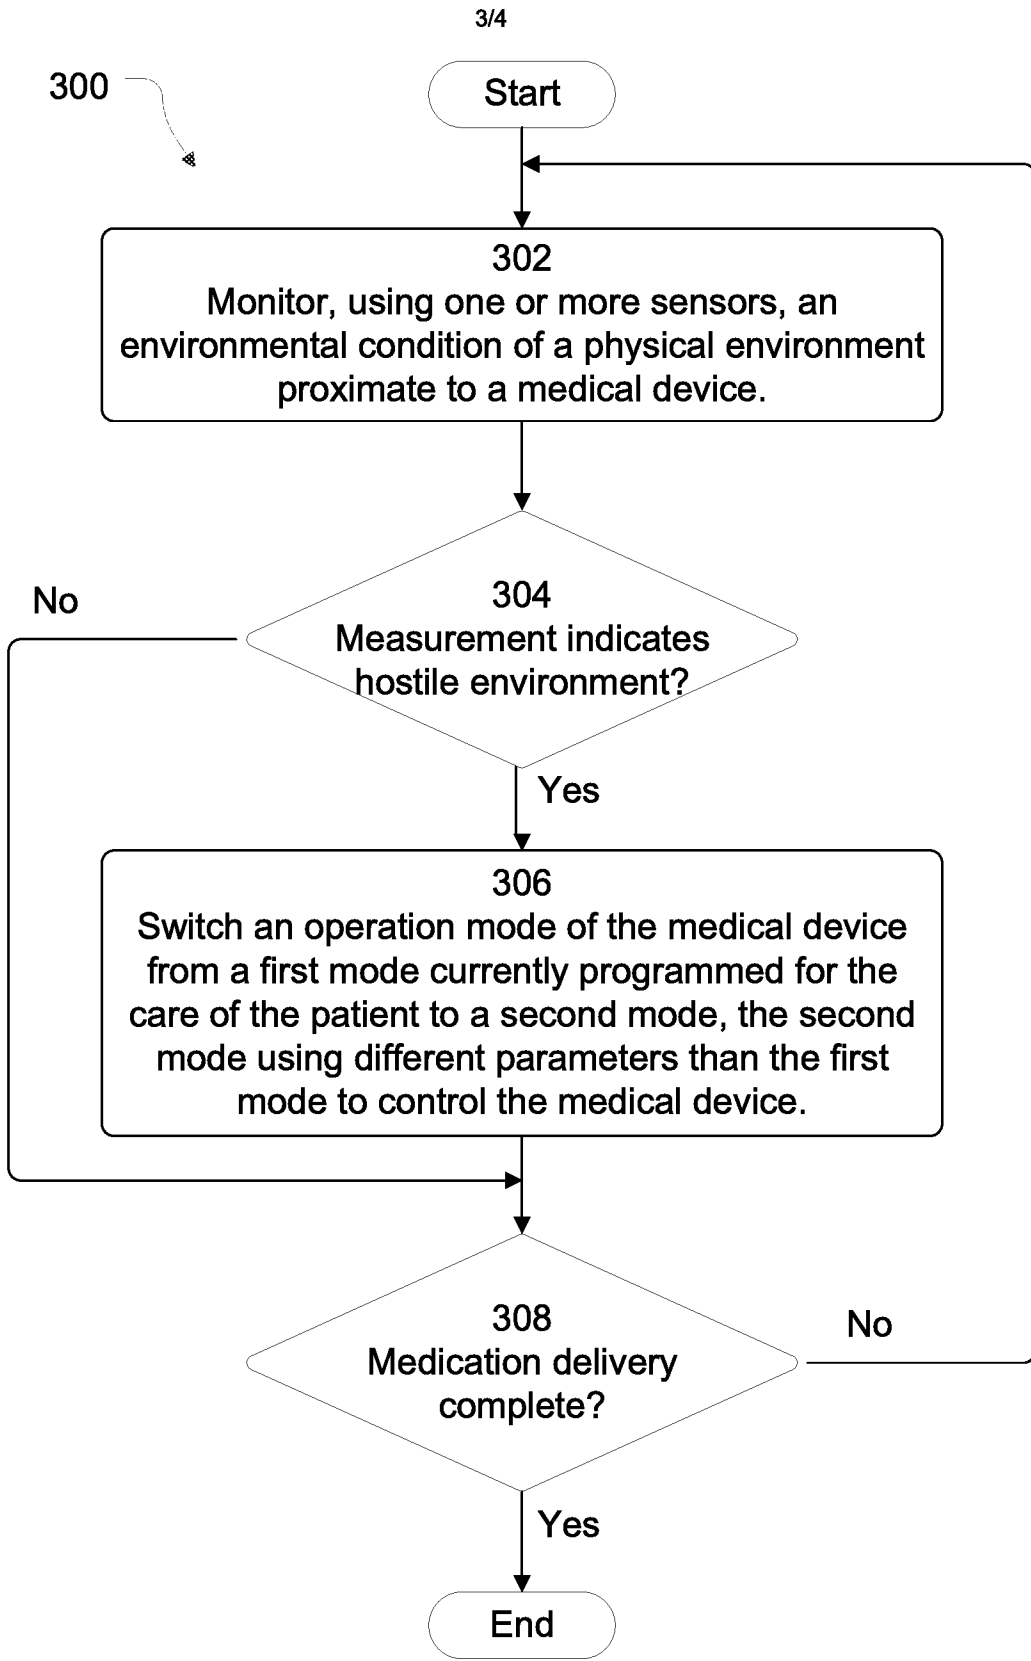 3/4
300
Start
302
Monitor, using one or more sensors, an
environmental condition of a physical environment
proximate to a medical device.
304
Measurement indicates
hostile environment?
No
Yes
306
Switch an operation mode of the medical device
from a first mode currently programmed for the
care of the patient to a second mode, the second
mode using different parameters than the first
mode to control the medical device.
308
Medication delivery
complete?
No
Yes
End